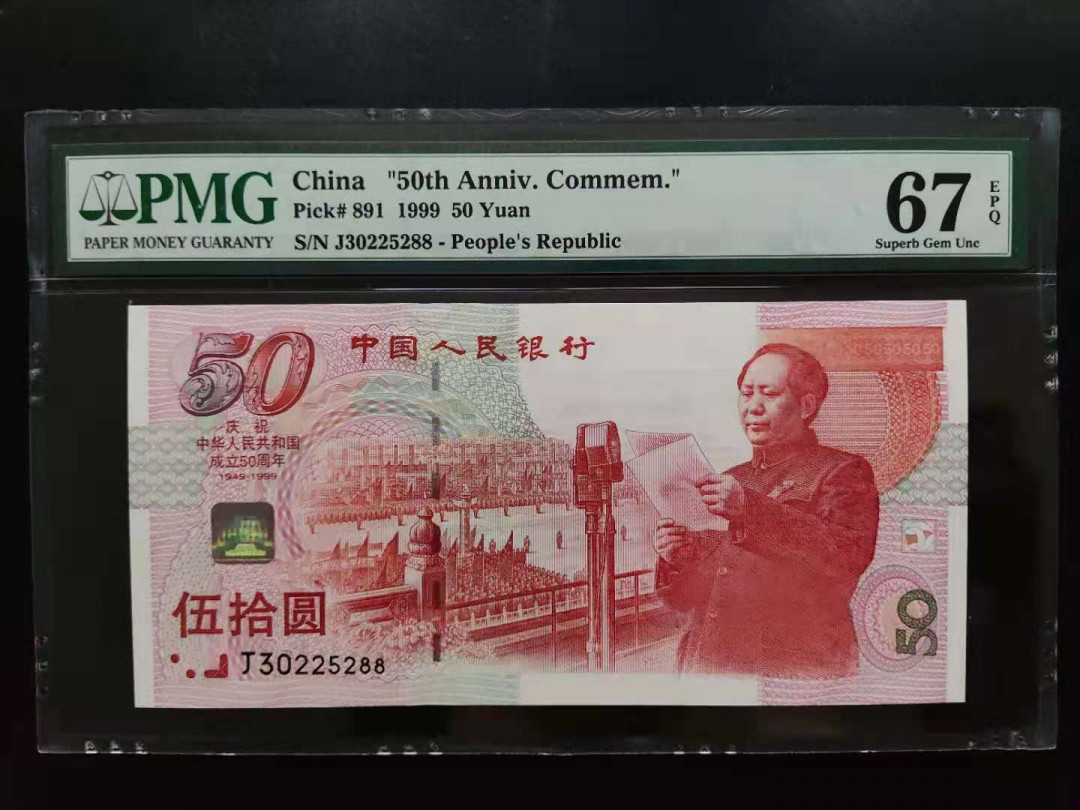 PMG
PAPER MONEY GUARANTY
China "50th Anniv. Commem."
Pick# 891 1999 50 Yuan
S/N J30225288 - People's Republic
67
EPQ
Superb Gem Unc
50
中国人民银行
庆祝
中华人民共和国
成立50周年
1949-1999
伍拾圆
J30225288
50